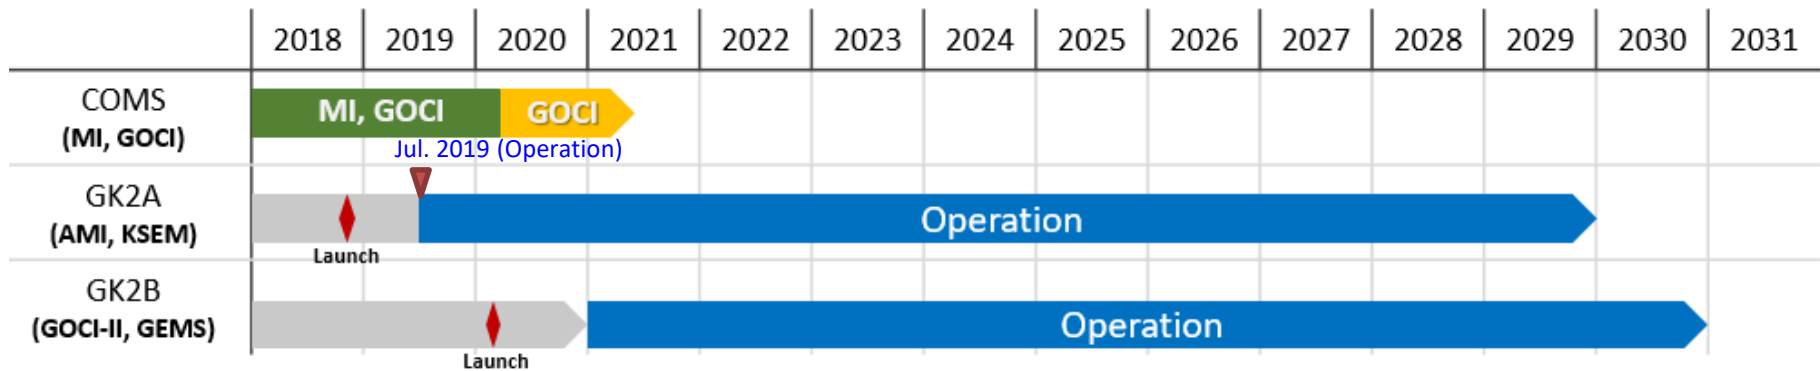 2018 2019 2020 2021 2022 2023 2024 2025 2026 2027 2028 2029 2030 2031
COMS
(MI, GOCI)
MI, GOCI
GOCI
Jul. 2019 (Operation)
GK2A
(AMI, KSEM)
Launch
Operation
GK2B
(GOCI-II, GEMS)
Launch
Operation